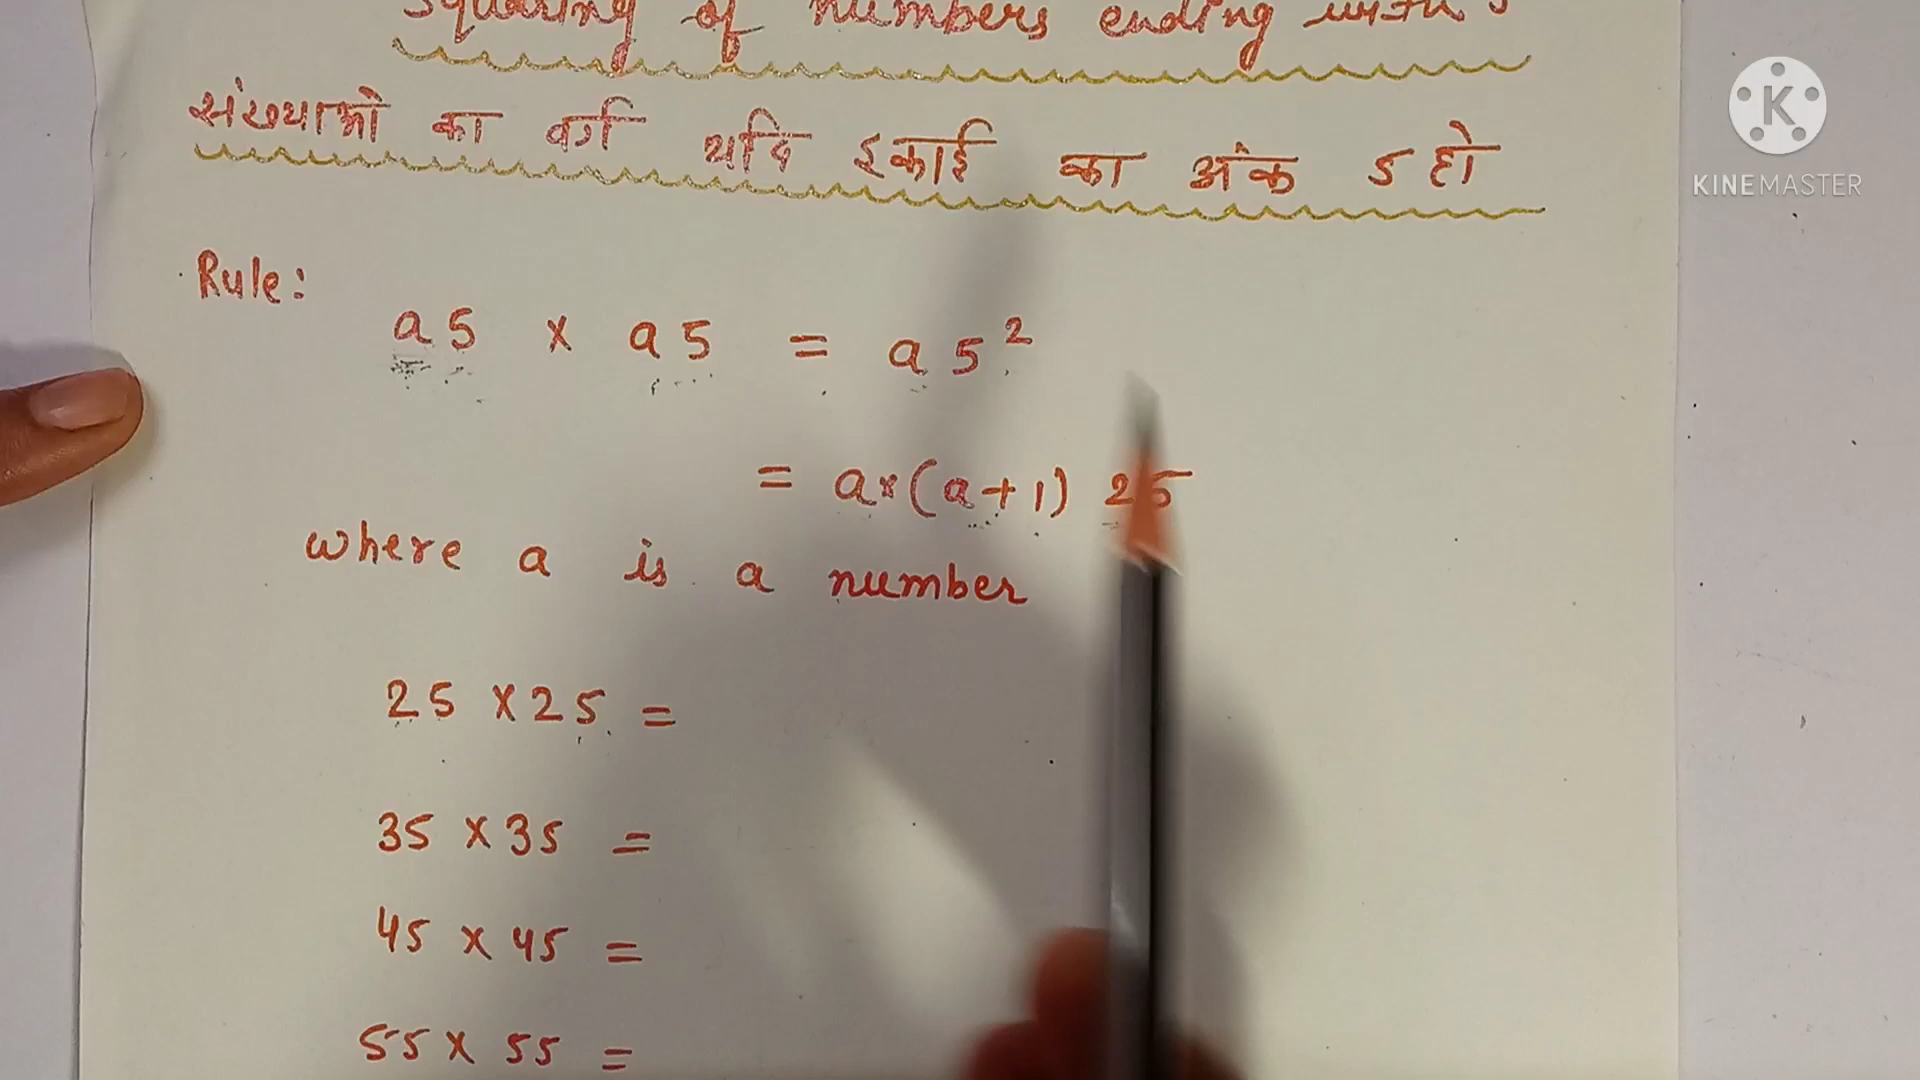 Squaring of numbers ending with 5
संख्याओ का वर्ग यदि इकाई का अंक 5 हो
KINEMASTER
Rule:
a5 x a5 = a5²
= a×(a+1) 25
where a is a number
25 x 25 =
35 x 35 =
45 x 45 =
55 x 55 =